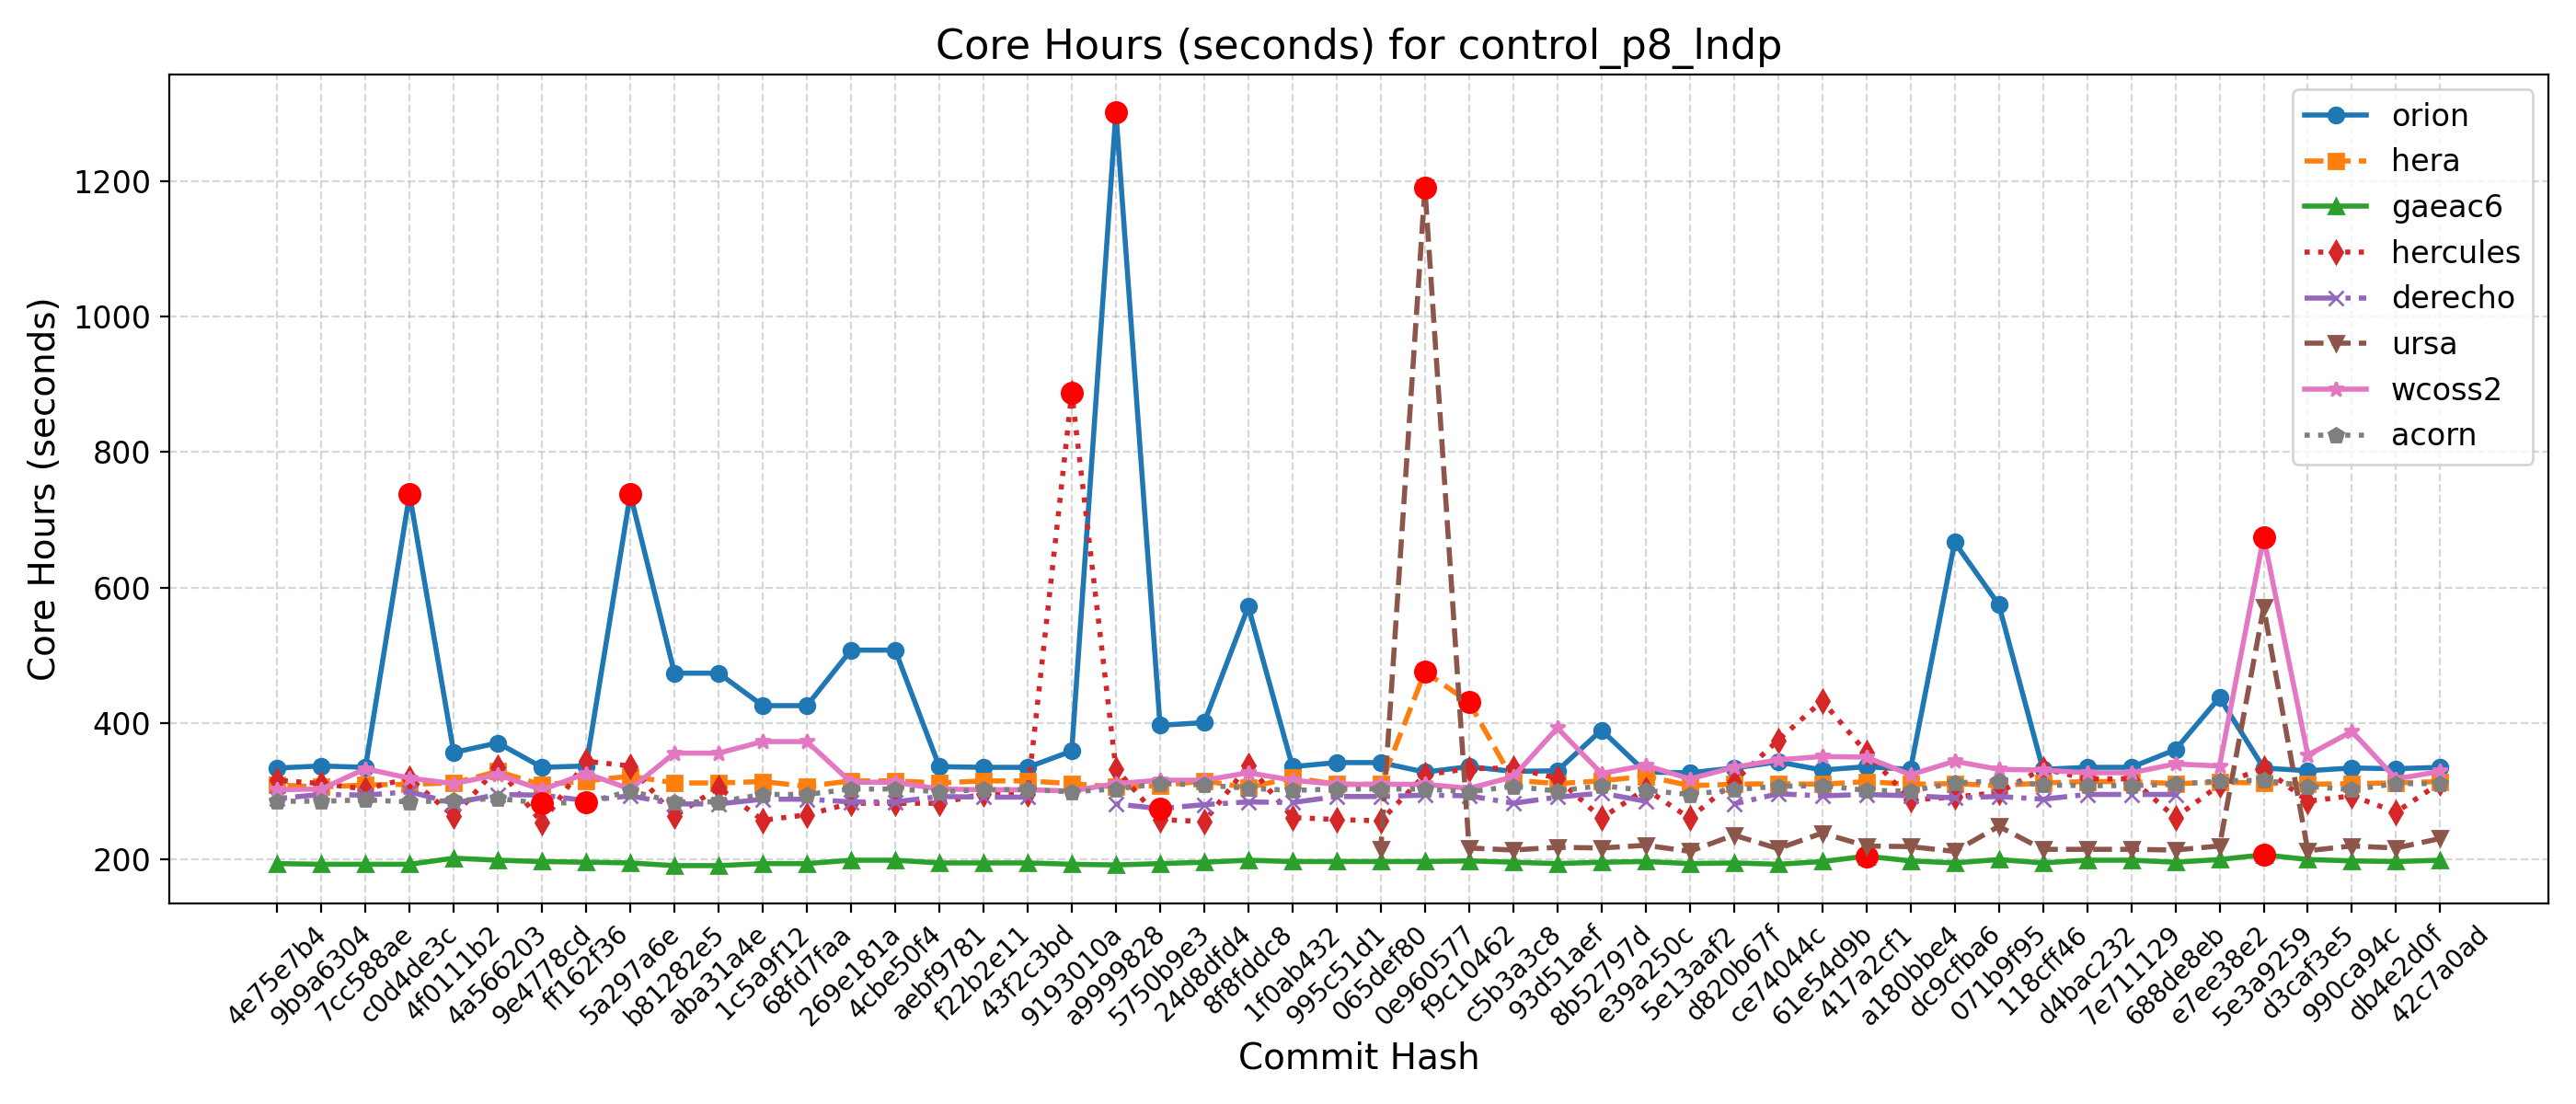 Core Hours (seconds) for control_p8_lndp
Core Hours (seconds)
1200
1000
800
600
400
200
orion
hera
gaeac6
hercules
derecho
ursa
wcoss2
acorn
4e75e7b4
9b9a6304
7cc588ae
c0d4de3c
4f0111b2
4a566203
9e4778cd
ff162f36
5a297a6e
b81282e5
aba31a4e
1c5a9f12
68fd7faa
269e181a
4cbe50f4
aebf9781
f22b2e11
43f2c3bd
9193010a
a9999828
5750b9e3
24d8dfd4
8f8fddc8
1f0ab432
995c51d1
065def80
0e960577
f9c10462
c5b3a3c8
93d51aef
8b52797d
e39a250c
5e13aaf2
d820b67f
ce74044c
61e54d9b
417a2cf1
a180bbe4
dc9cfba6
071b9f95
118cff46
d4bac232
7e711129
688de8eb
e7ee38e2
5e3a9259
d3caf3e5
990ca94c
db4e2d0f
42c7a0ad
Commit Hash